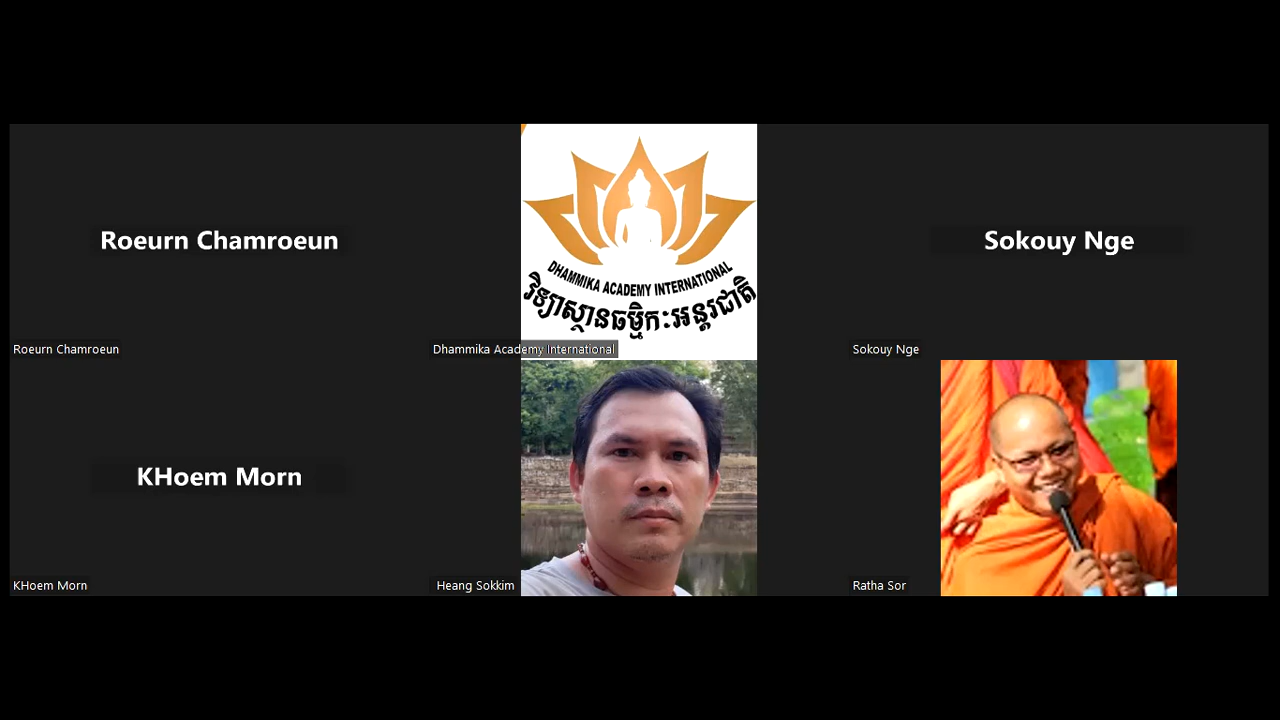 Roeurn Chamroeun
Roeurn Chamroeun
DHAMMIKA ACADEMY INTERNATIONAL
វិទ្យាស្ថានធម្មិកៈអន្តរជាតិ
Dhammika Academy International
Sokouy Nge
Sokouy Nge
KHoem Morn
KHoem Morn
Heang Sokkim
Ratha Sor